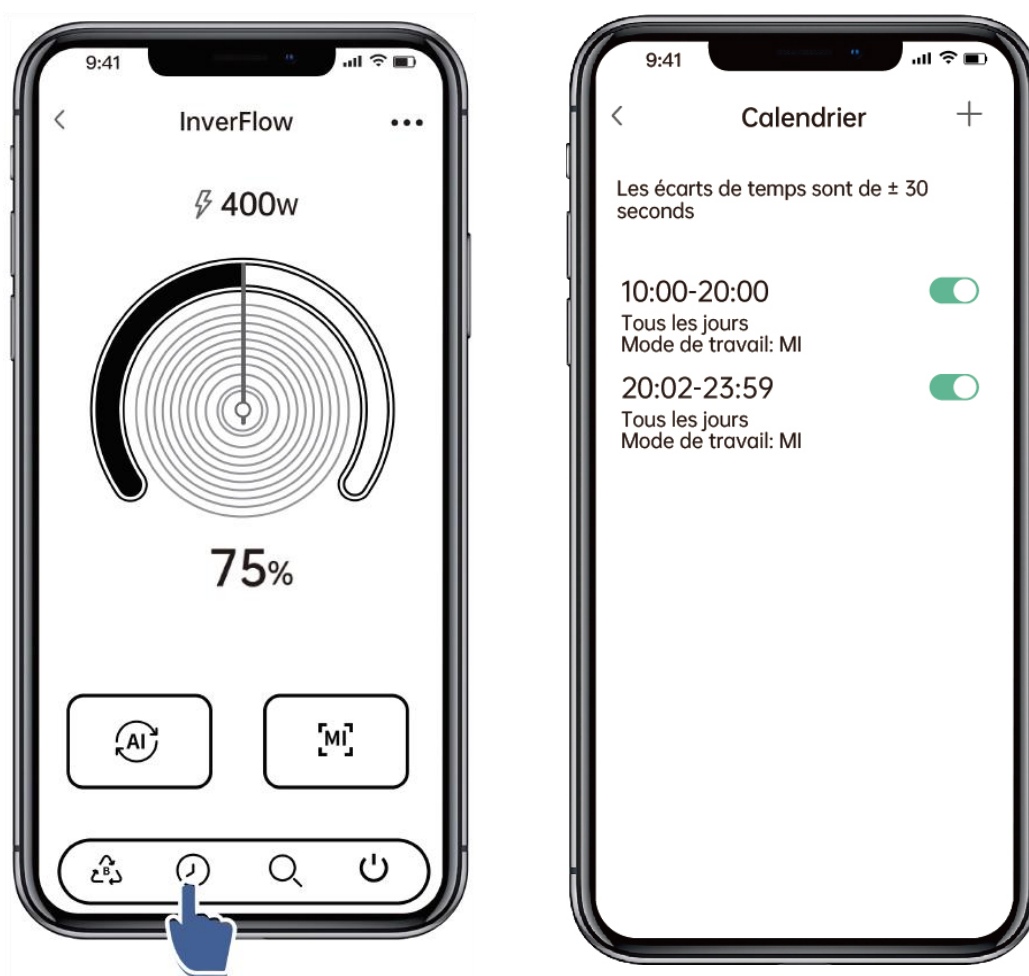 9:41
InverFlow
400w
75%
AI
MI
B
9:41
Calendrier
Les écarts de temps sont de ± 30
seconds
10:00-20:00
Tous les jours
Mode de travail: MI
20:02-23:59
Tous les jours
Mode de travail: MI